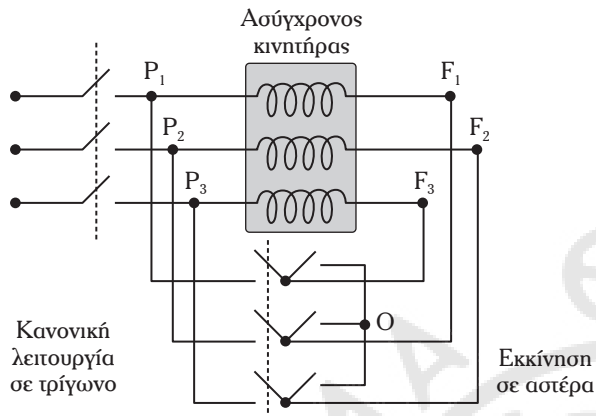 Ασύγχρονος
κινητήρας
P1
F1
P2
F2
P3
F3
O
Κανονική
λειτουργία
σε τρίγωνο
Εκκίνηση
σε αστέρα